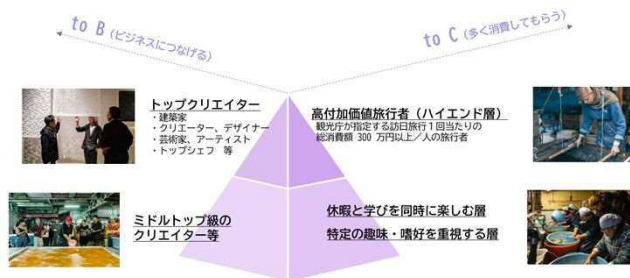 to B (ビジネスにつなげる)
to C (多く消費してもらう)
トップクリエイター
・建築家
・クリエーター、デザイナー
・芸術家、アーティスト
・トップシェフ 等
高付加価値旅行者(ハイエンド層)
観光庁が指定する訪日旅行1回当たりの
総消費額 300 万円以上/人の旅行者
ミドルトップ級の
クリエイター等
休暇と学びを同時に楽しむ層
特定の趣味・嗜好を重視する層